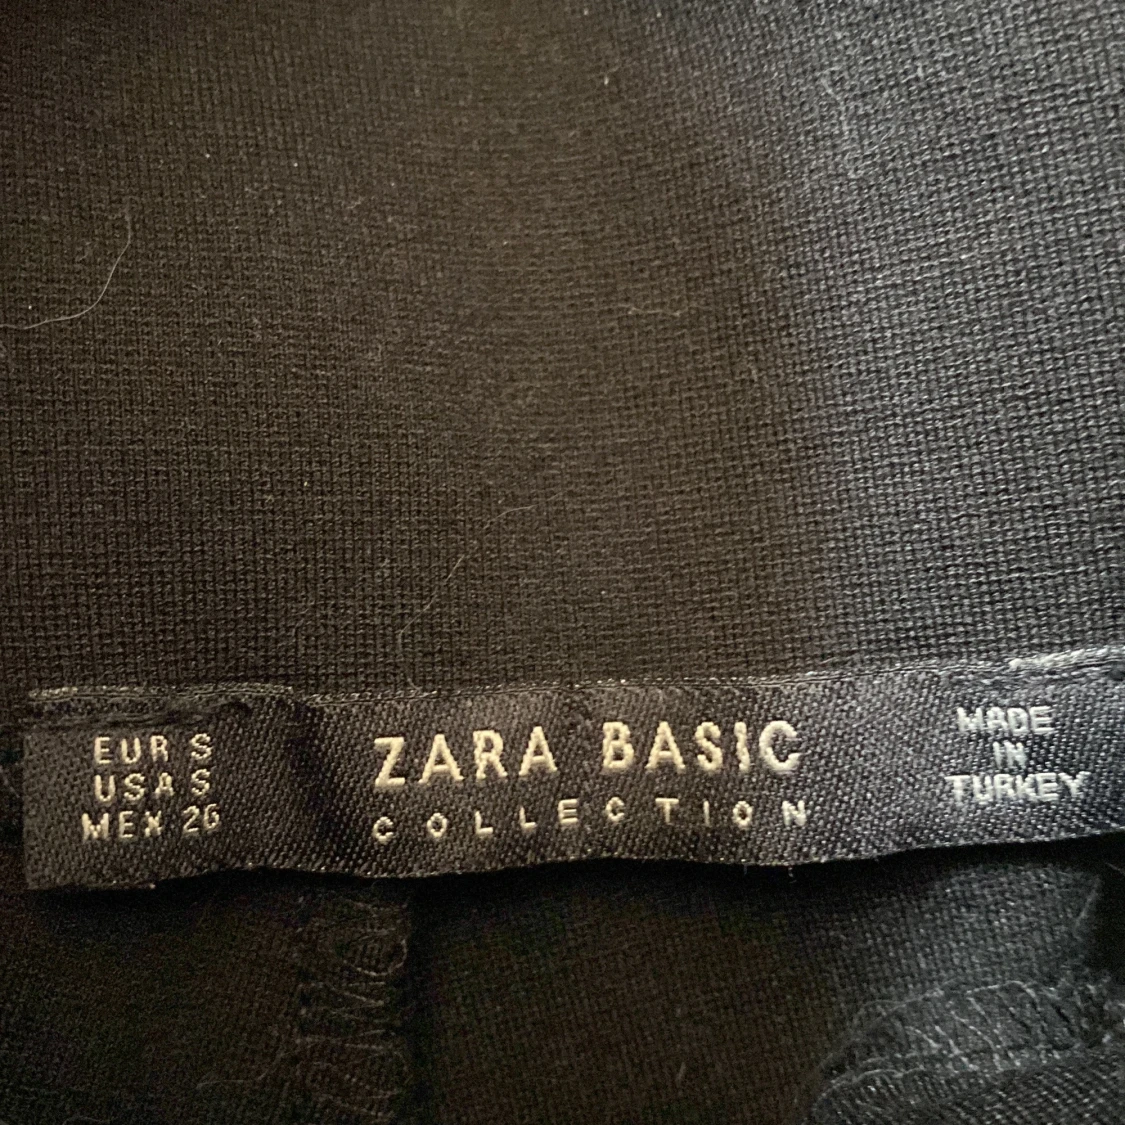 EUR S
USA S
MEX 26
ZARA BASIC
COLLECTION
MADE
IN
TURKEY